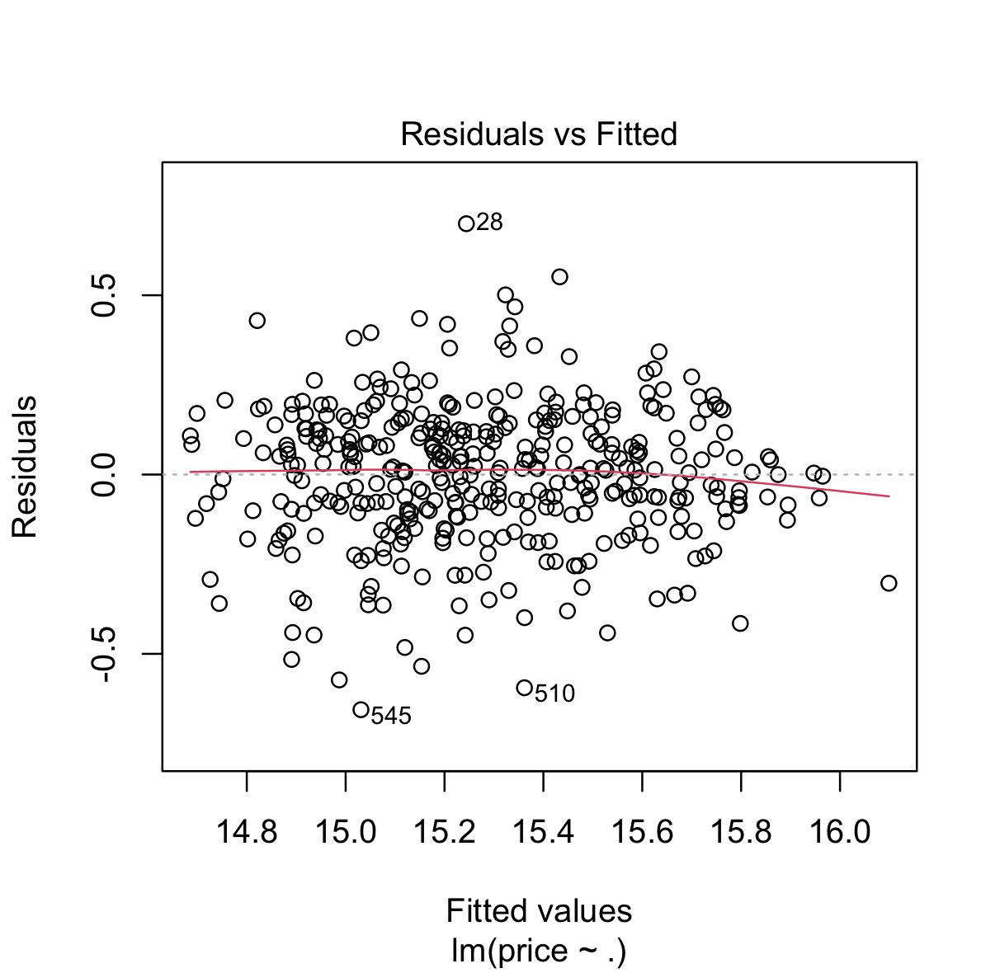 Residuals vs Fitted
28
0.5
0.0
-0.5
Residuals
510
545
14.8 15.0 15.2 15.4 15.6 15.8 16.0
Fitted values
lm(price ~ .)